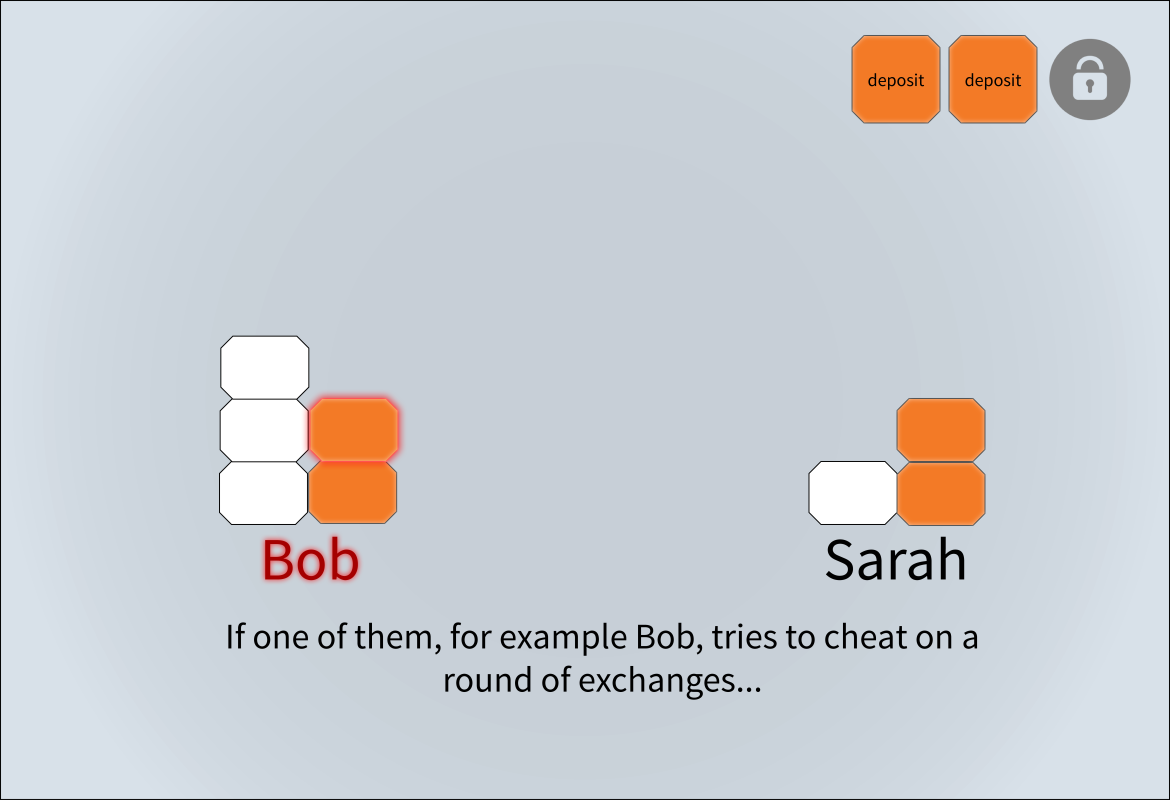 deposit deposit
Bob Sarah
If one of them, for example Bob, tries to cheat on a
round of exchanges...